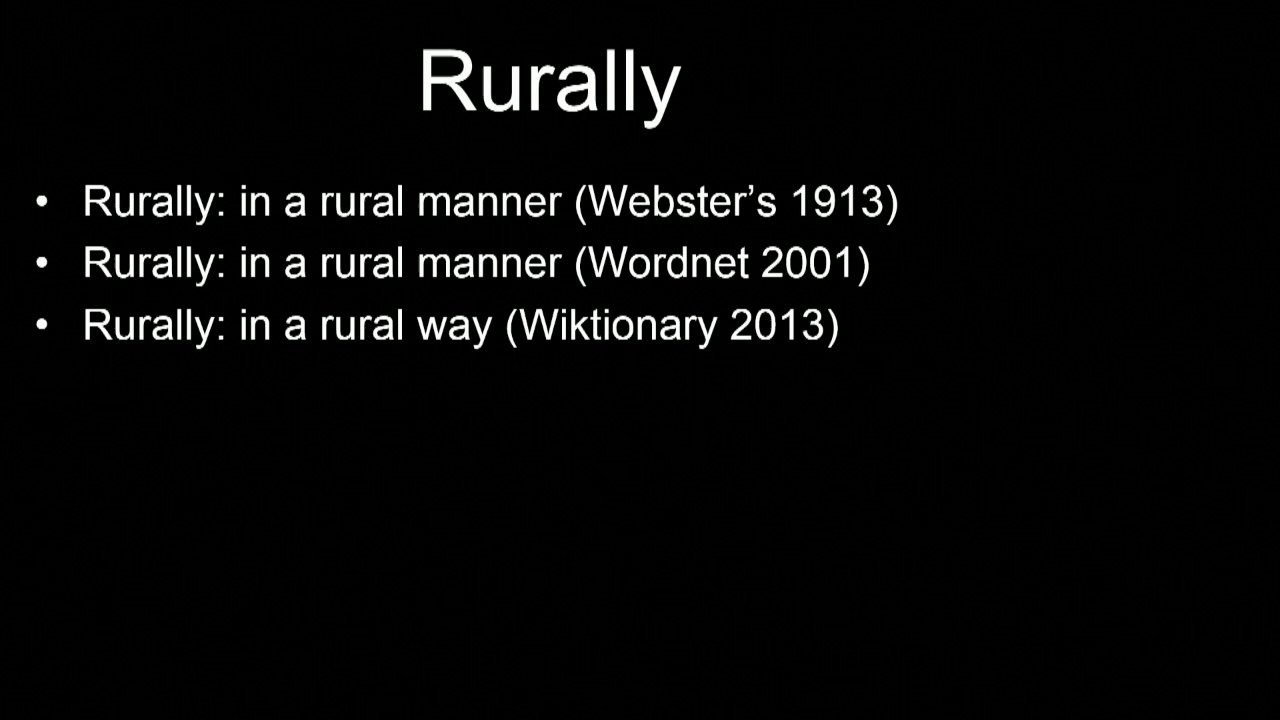 Rurally
• Rurally: in a rural manner (Webster’s 1913)
• Rurally: in a rural manner (Wordnet 2001)
• Rurally: in a rural way (Wiktionary 2013)